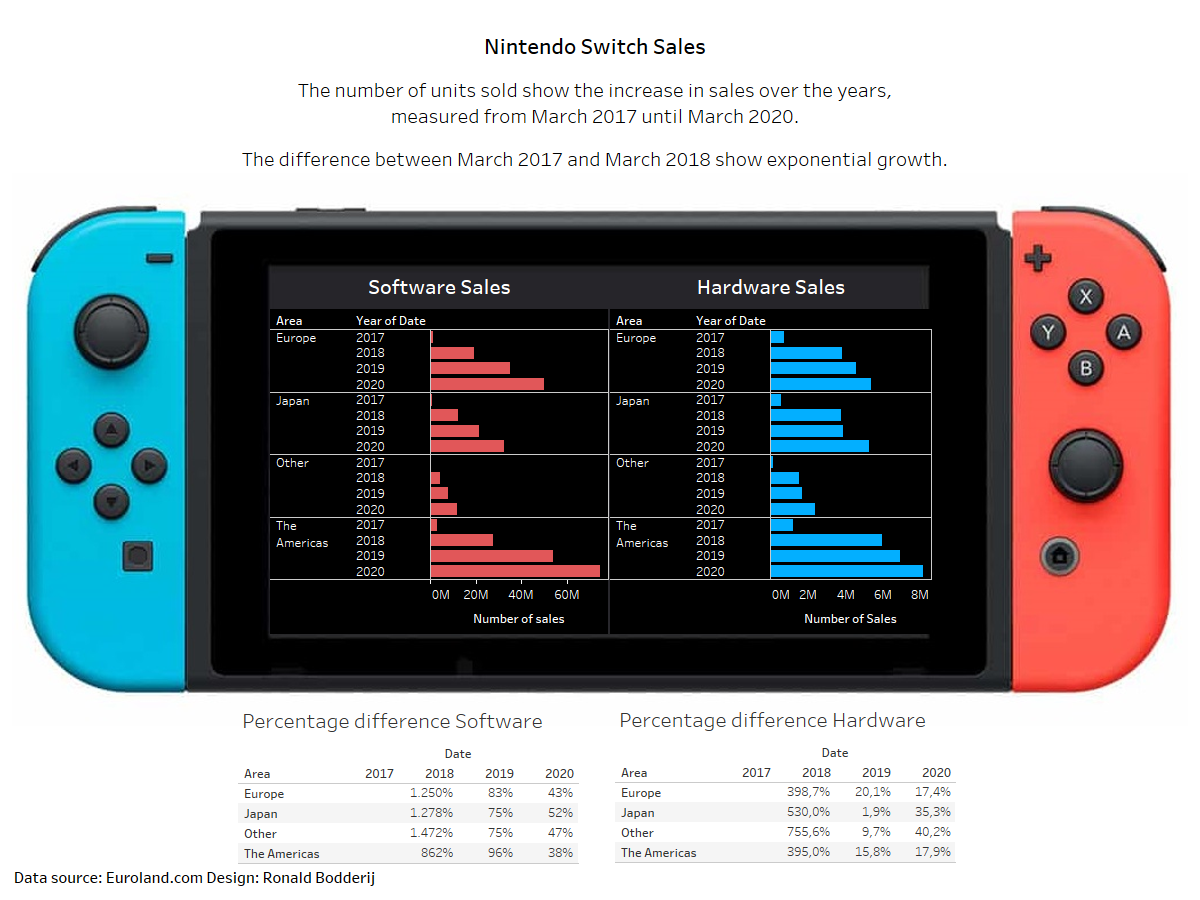 Nintendo Switch Sales
The number of units sold show the increase in sales over the years,
measured from March 2017 until March 2020.
The difference between March 2017 and March 2018 show exponential growth.
Software Sales
Area Year of Date
Europe 2017
2018
2019
2020
Japan 2017
2018
2019
2020
Other 2017
2018
2019
2020
The 2017
Americas 2018
2019
2020
0M 20M 40M 60M
Number of sales
Hardware Sales
Area Year of Date
Europe 2017
2018
2019
2020
Japan 2017
2018
2019
2020
Other 2017
2018
2019
2020
The 2017
Americas 2018
2019
2020
0M 2M 4M 6M 8M
Number of Sales
X
Y
A
B
Percentage difference Software
Date
Area 2017 2018 2019 2020
Europe 1.250% 83% 43%
Japan 1.278% 75% 52%
Other 1.472% 75% 47%
The Americas 862% 96% 38%
Percentage difference Hardware
Date
Area 2017 2018 2019 2020
Europe 398,7% 20,1% 17,4%
Japan 530,0% 1,9% 35,3%
Other 755,6% 9,7% 40,2%
The Americas 395,0% 15,8% 17,9%
Data source: Euroland.com Design: Ronald Bodderij